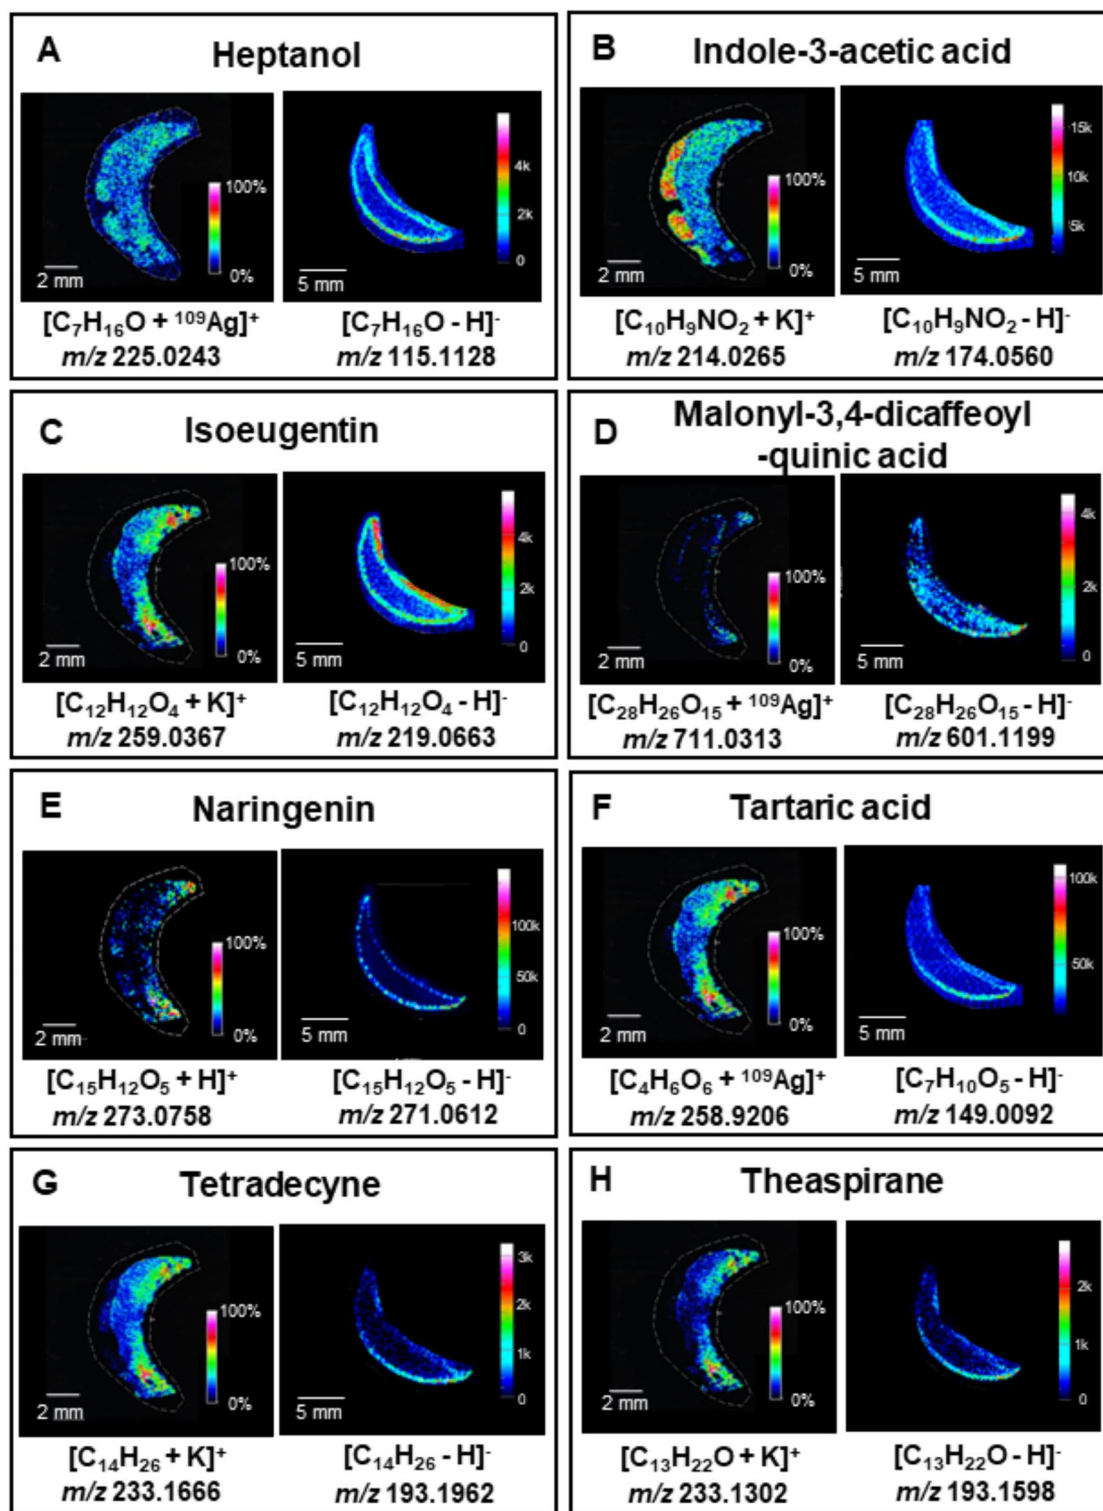 A Heptanol
100%
0%
2 mm
4k
2k
0
5 mm
[C₇H₁₆O + ¹⁰⁹Ag]⁺
m/z 225.0243
[C₇H₁₆O - H]⁻
m/z 115.1128
B Indole-3-acetic acid
100%
0%
2 mm
15k
10k
5k
5 mm
[C₁₀H₉NO₂ + K]⁺
m/z 214.0265
[C₁₀H₉NO₂ - H]⁻
m/z 174.0560
C Isoeugentin
100%
0%
2 mm
4k
2k
0
5 mm
[C₁₂H₁₂O₄ + K]⁺
m/z 259.0367
[C₁₂H₁₂O₄ - H]⁻
m/z 219.0663
D Malonyl-3,4-dicaffeoyl
-quinic acid
100%
0%
2 mm
4k
2k
0
5 mm
[C₂₈H₂₆O₁₅ + ¹⁰⁹Ag]⁺
m/z 711.0313
[C₂₈H₂₆O₁₅ - H]⁻
m/z 601.1199
E Naringenin
100%
0%
2 mm
100k
50k
0
5 mm
[C₁₅H₁₂O₅ + H]⁺
m/z 273.0758
[C₁₅H₁₂O₅ - H]⁻
m/z 271.0612
F Tartaric acid
100%
0%
2 mm
100k
50k
5 mm
[C₄H₆O₆ + ¹⁰⁹Ag]⁺
m/z 258.9206
[C₇H₁₀O₅ - H]⁻
m/z 149.0092
G Tetradecyne
100%
0%
2 mm
3k
2k
1k
0
5 mm
[C₁₄H₂₆ + K]⁺
m/z 233.1666
[C₁₄H₂₆ - H]⁻
m/z 193.1962
H Theaspirane
100%
0%
2 mm
2k
1k
0
5 mm
[C₁₃H₂₂O + K]⁺
m/z 233.1302
[C₁₃H₂₂O - H]⁻
m/z 193.1598